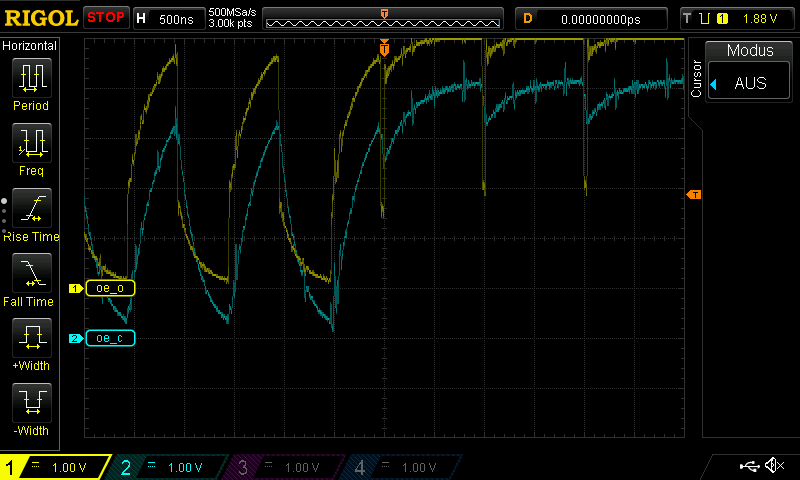 RIGOL STOP H 500ns 500MSa/s D 0.00000000ps T 1 1.88 V
3.00k pts
T
Horizontal
Period
Freq
Rise Time
Fall Time
+Width
-Width
T
1 oe_o
2 oe_c
Cursor
Modus
AUS
1 1.00 V 2 1.00 V 3 1.00 V 4 1.00 V